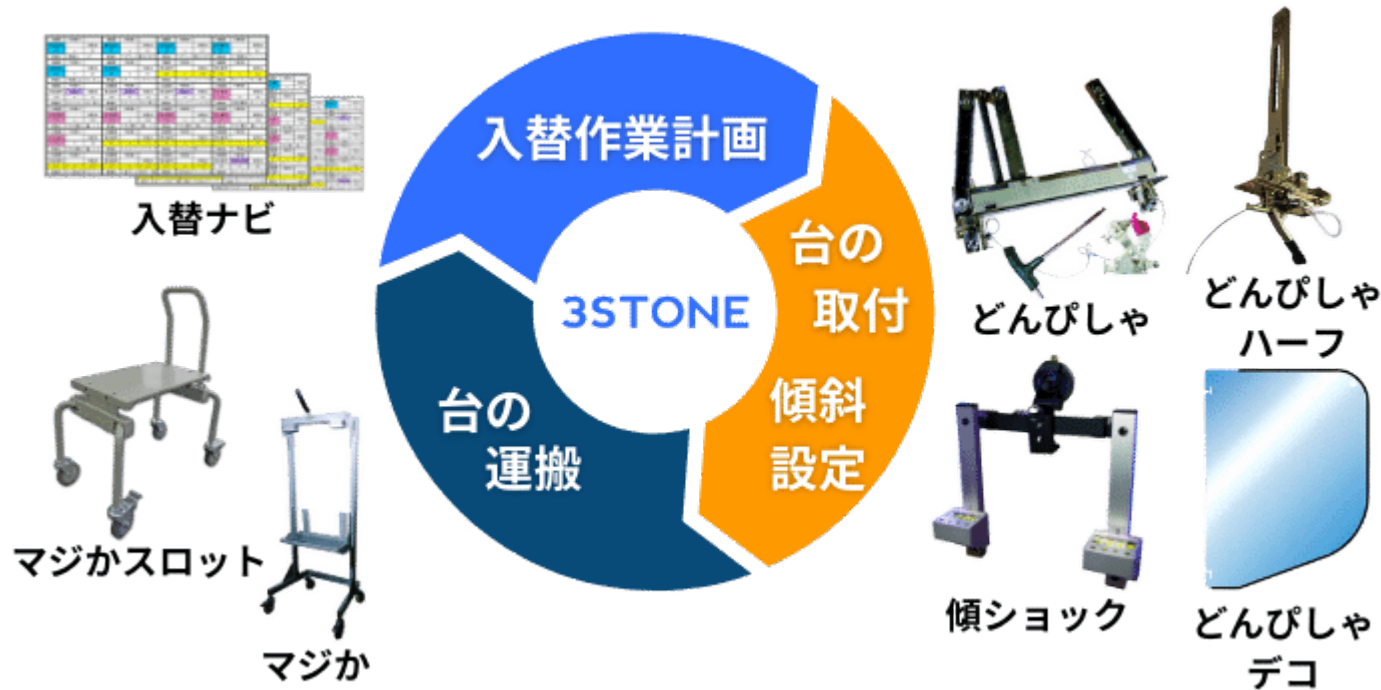 入替作業計画
入替ナビ
台の
取付
傾斜
設定
3STONE
台の
運搬
マジかスロット
マジか
どんぴしゃ
どんぴしゃ
ハーフ
傾ショック
どんぴしゃ
デコ